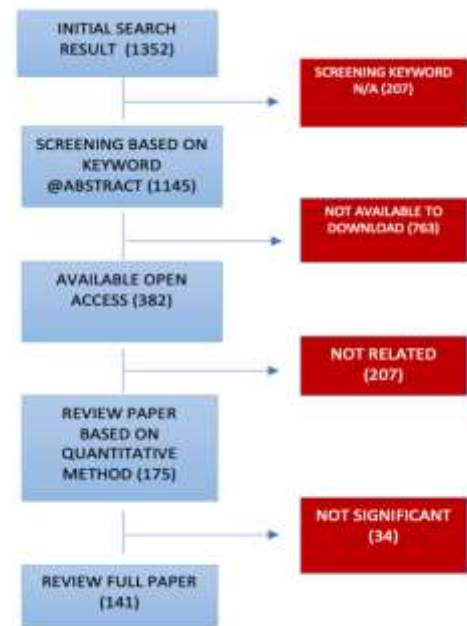 INITIAL SEARCH
RESULT (1352)
SCREENING KEYWORD
N/A (207)
SCREENING BASED ON
KEYWORD
@ABSTRACT (1145)
NOT AVAILABLE TO
DOWNLOAD (763)
AVAILABLE OPEN
ACCESS (382)
NOT RELATED
(207)
REVIEW PAPER
BASED ON
QUANTITATIVE
METHOD (175)
NOT SIGNIFICANT
(34)
REVIEW FULL PAPER
(141)